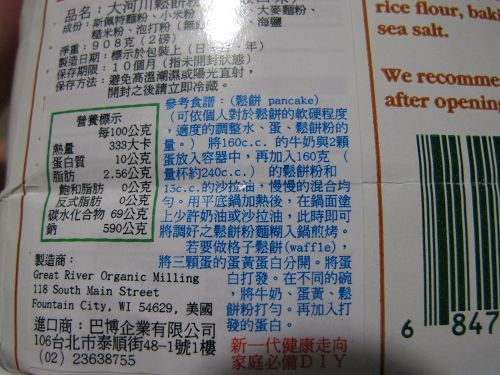 品名：大河川鬆餅粉
成份：斯佩特麵粉、小米粉、大麥麵粉、
糙米粉、泡打粉(無鋁)、海鹽
淨重：908克(2磅)
製造日期：標示於包裝上(日／月／年)
保存期限：10個月(指未開封狀態)
保存方法：避免高溫潮濕或陽光直射，
開封之後請立即冷藏。
營養標示
每100公克
熱量 333大卡
蛋白質 10公克
脂肪 2.56公克
飽和脂肪 0公克
反式脂肪 0公克
碳水化合物 69公克
鈉 590公克
參考食譜：(鬆餅 pancake)
(可依個人對於鬆餅的軟硬程度
，適度的調整水、蛋、鬆餅粉的
量。) 將160c.c. 的牛奶與2顆
蛋放入容器中，再加入160克 (
量杯約240c.c.) 的鬆餅粉和
13c.c.的沙拉油，慢慢的混合均
勻。用平底鍋加熱後，在鍋面塗
上少許奶油或沙拉油，此時即可
將調好之鬆餅粉麵糊入鍋煎烤。
若要做格子鬆餅(waffle)，
將三顆蛋的蛋黃蛋白分開。將蛋
白打發。在不同的碗
，將牛奶、蛋黃、鬆
餅粉打勻。再加入打
發的蛋白。
製造商：
Great River Organic Milling
118 South Main Street
Fountain City, WI 54629, 美國
進口商：巴博企業有限公司
106台北市泰順街48-1號1樓
(02) 23638755
新一代健康走向
家庭必備DIY
rice flour, bak
sea salt.
We recomme
after openin
6 847